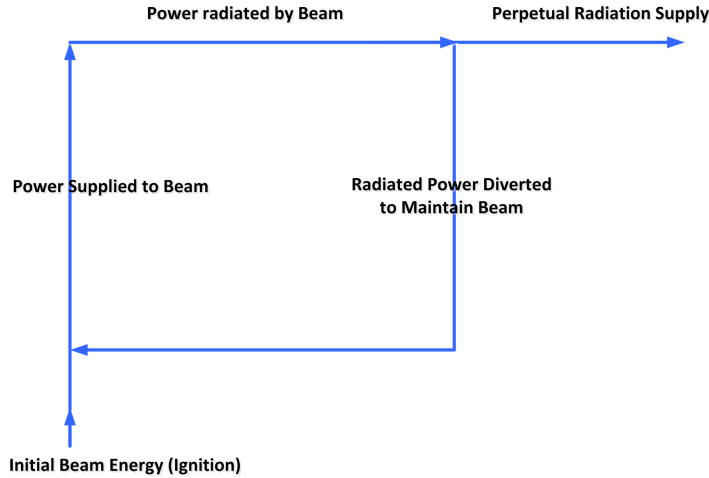 Power radiated by Beam
Perpetual Radiation Supply
Power Supplied to Beam
Radiated Power Diverted
to Maintain Beam
Initial Beam Energy (Ignition)